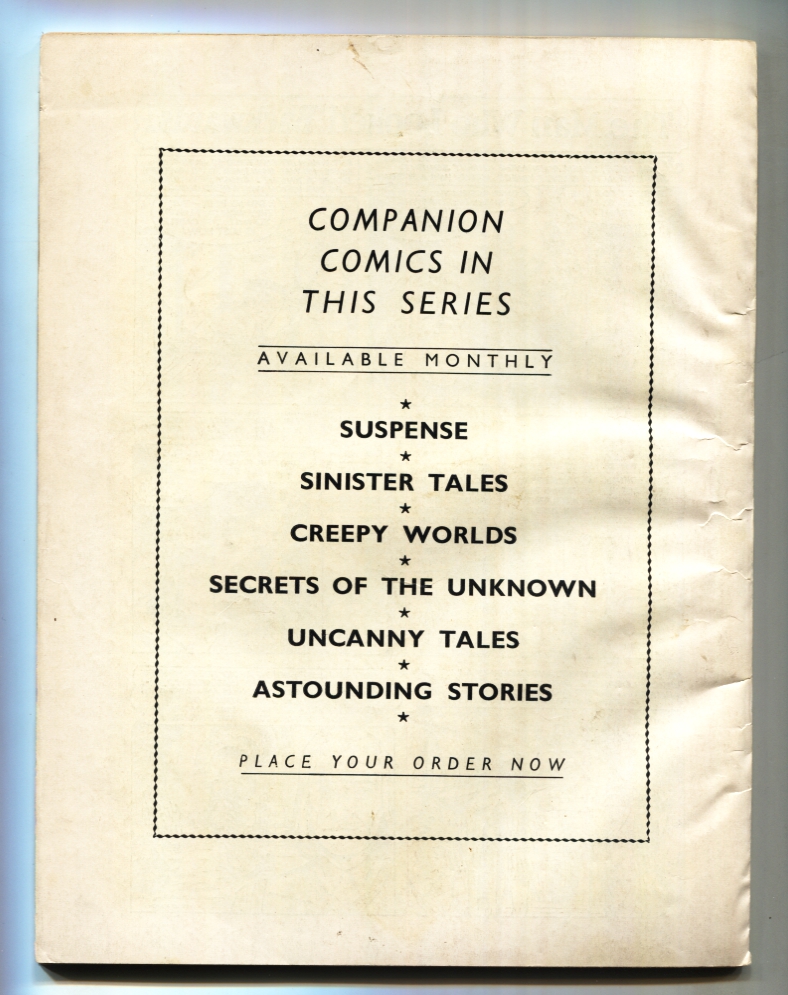 COMPANION
COMICS IN
THIS SERIES
AVAILABLE MONTHLY
SUSPENSE
SINISTER TALES
CREEPY WORLDS
SECRETS OF THE UNKNOWN
UNCANNY TALES
ASTOUNDING STORIES
PLACE YOUR ORDER NOW